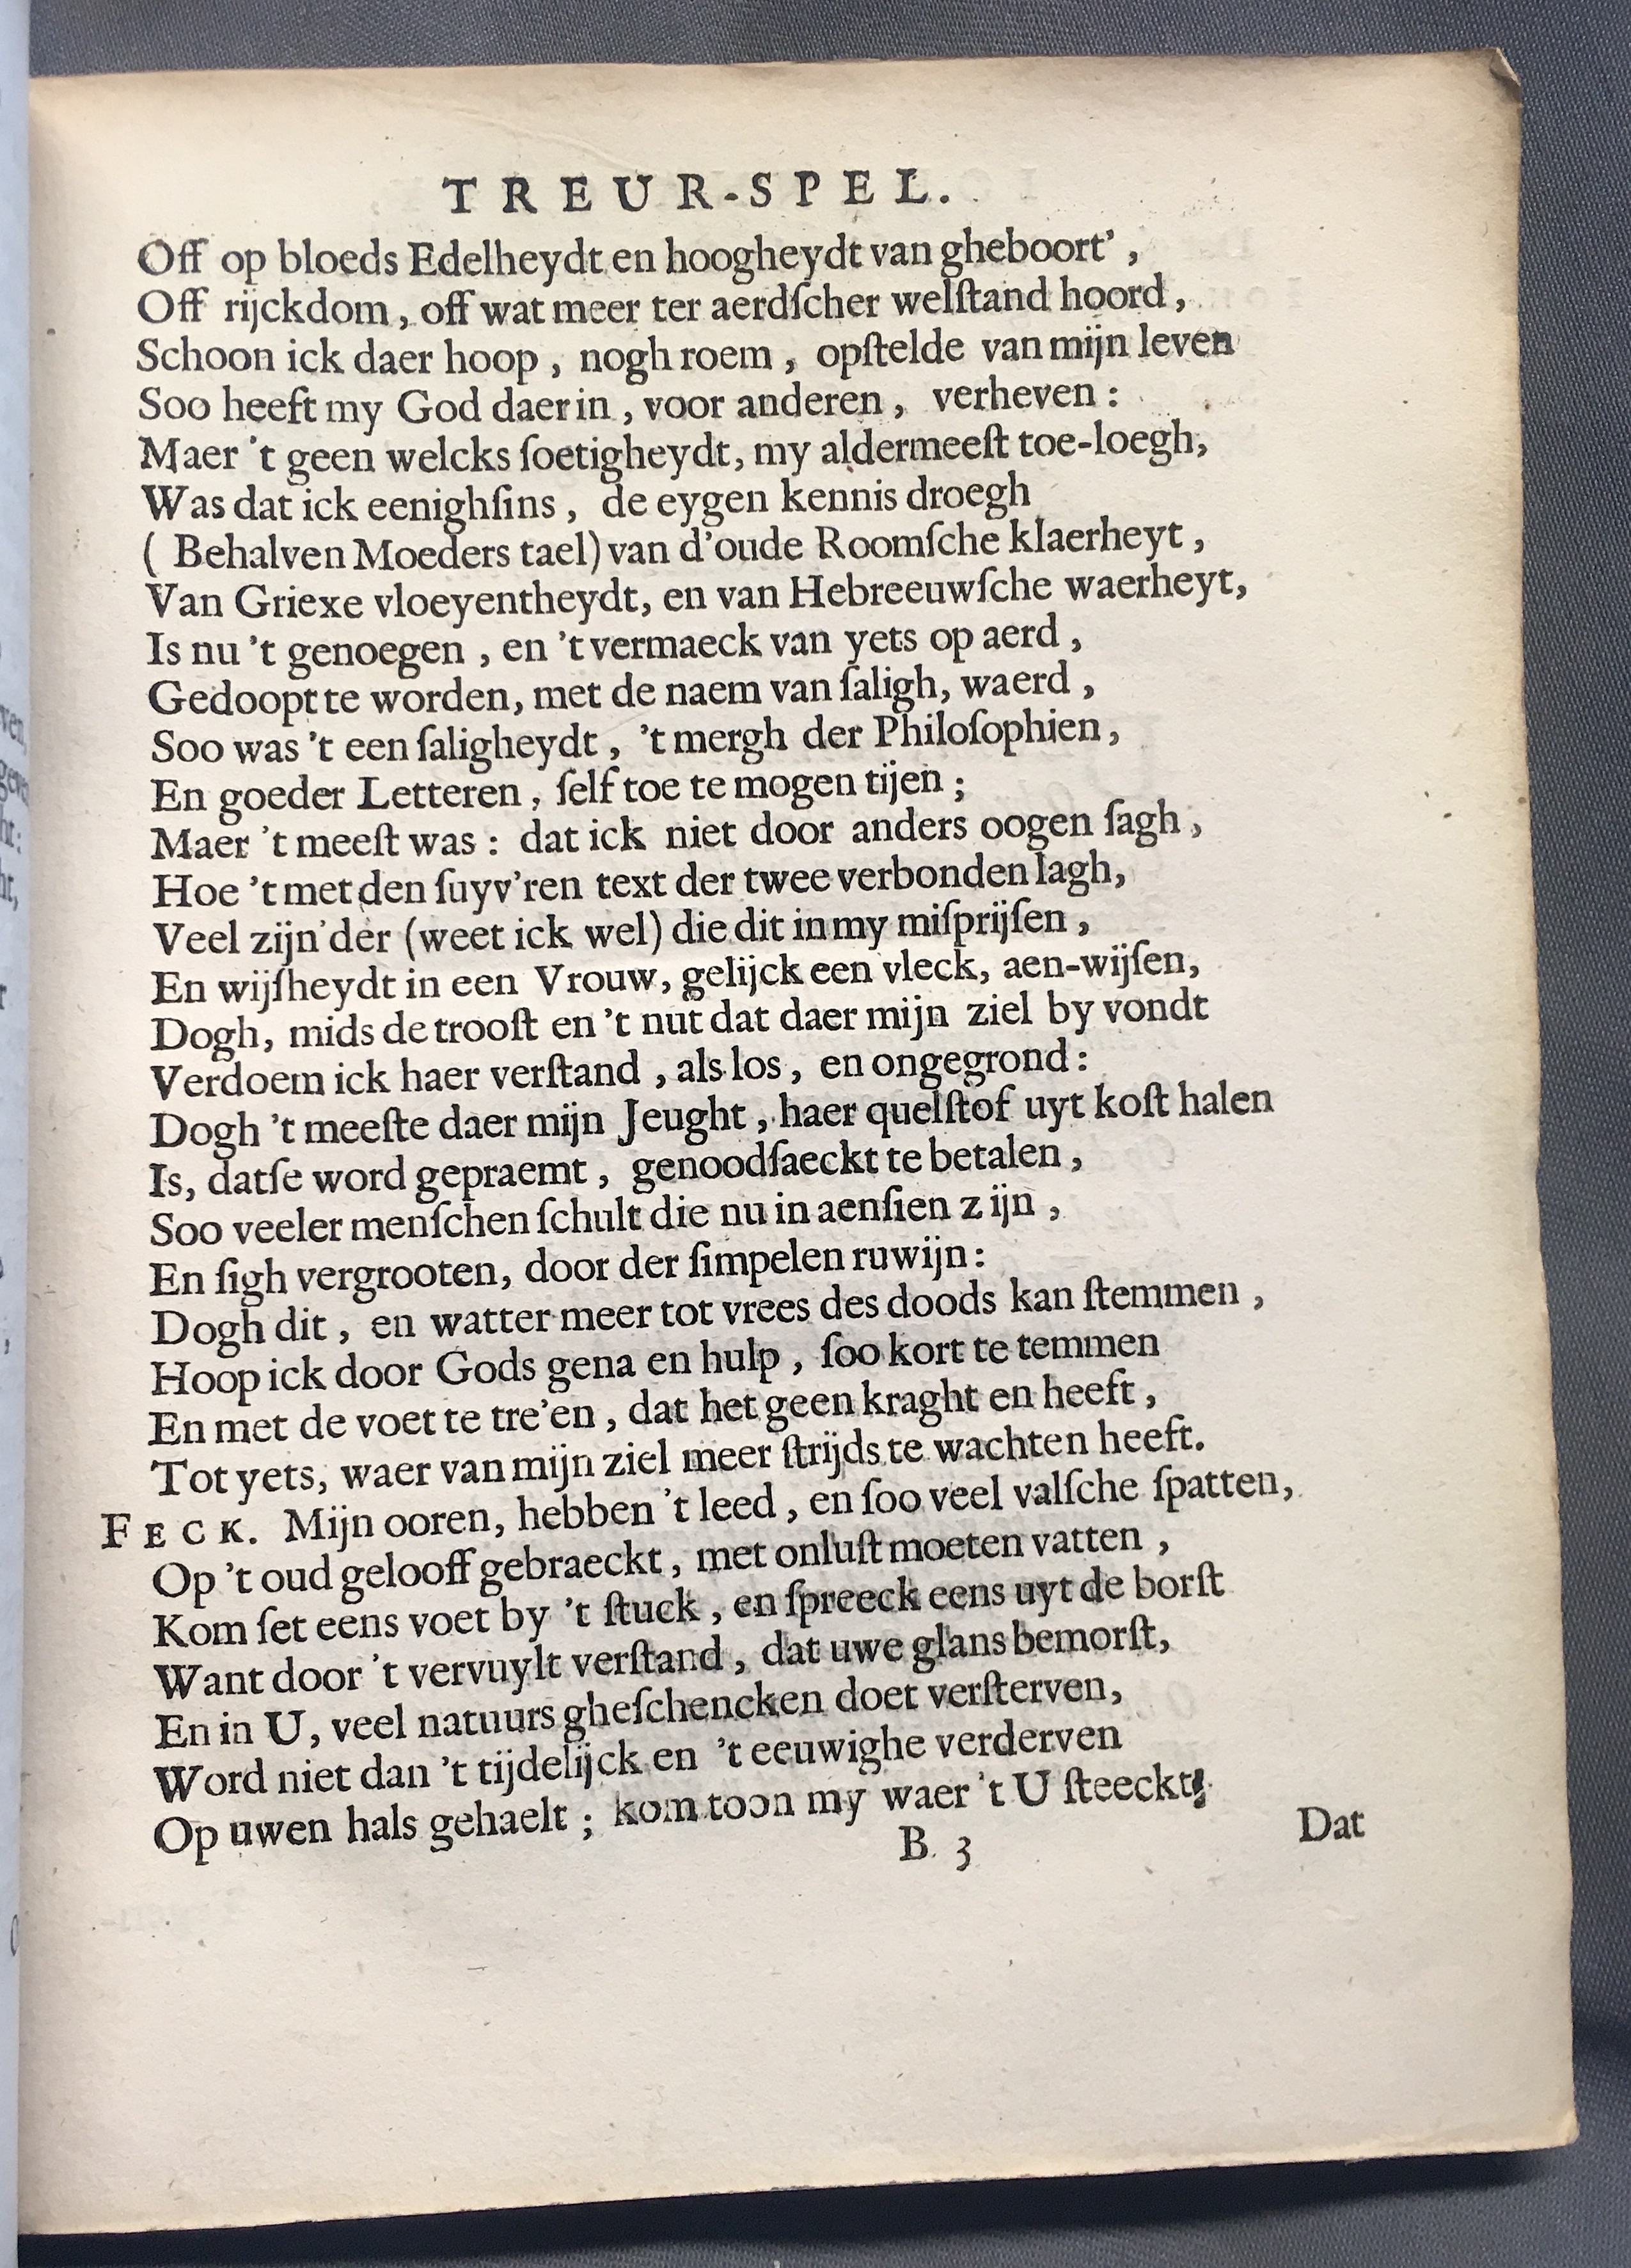 TREUR-SPEL.
Off op bloeds Edelheydt en hoogheydt van gheboort',
Off rijckdom, off wat meer ter aerdſcher welſtand hoord,
Schoon ick daer hoop, nogh roem, opſtelde van mijn leven
Soo heeft my God daer in, voor anderen, verheven:
Maer 't geen welcks ſoetigheydt, my aldermeeſt toe-loegh,
Was dat ick eenighſins, de eygen kennis droegh
(Behalven Moeders tael) van d'oude Roomſche klaerheyt,
Van Griexe vloeyentheydt, en van Hebreeuwſche waerheyt,
Is nu 't genoegen, en 't vermaeck van yets op aerd,
Gedoopt te worden, met de naem van ſaligh, waerd,
Soo was 't een ſaligheydt, 't mergh der Philoſophien,
En goeder Letteren, ſelf toe te mogen tijen;
Maer 't meeſt was: dat ick niet door anders oogen ſagh,
Hoe 't met den ſuyv'ren text der twee verbonden lagh,
Veel zijn'der (weet ick wel) die dit in my miſprijſen,
En wijſheydt in een Vrouw, gelijck een vleck, aen-wijſen,
Dogh, mids de trooſt en 't nut dat daer mijn ziel by vondt
Verdoem ick haer verſtand, als los, en ongegrond:
Dogh 't meeſte daer mijn Jeught, haer quelſtof uyt koſt halen
Is, datſe word gepraemt, genoodſaeckt te betalen,
Soo veeler menſchen ſchult die nu in aenſien zijn,
En ſigh vergrooten, door der ſimpelen ruwijn:
Dogh dit, en watter meer tot vrees des doods kan ſtemmen,
Hoop ick door Gods gena en hulp, ſoo kort te temmen
En met de voet te tre'en, dat het geen kraght en heeft,
Tot yets, waer van mijn ziel meer ſtrijds te wachten heeft.
FECK. Mijn ooren, hebben 't leed, en ſoo veel valſche ſpatten,
Op 't oud gelooff gebraeckt, met onluſt moeten vatten,
Kom ſet eens voet by 't ſtuck, en ſpreeck eens uyt de borſt
Want door 't vervuylt verſtand, dat uwe glans bemorſt,
En in U, veel natuurs gheſchencken doet verſterven,
Word niet dan 't tijdelijck en 't eeuwighe verderven
Op uwen hals gehaelt; kom toon my waer 't U ſteeckt!
B 3
Dat